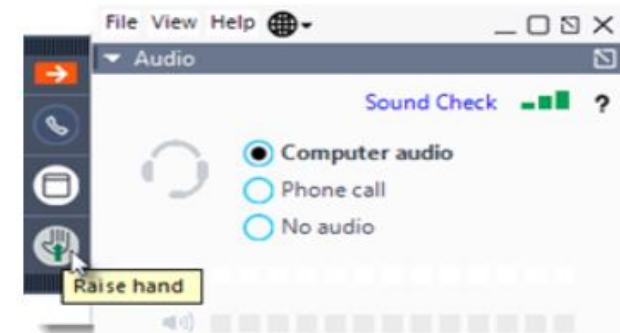 File View Help
Audio
Sound Check ?
Computer audio
Phone call
No audio
Raise hand